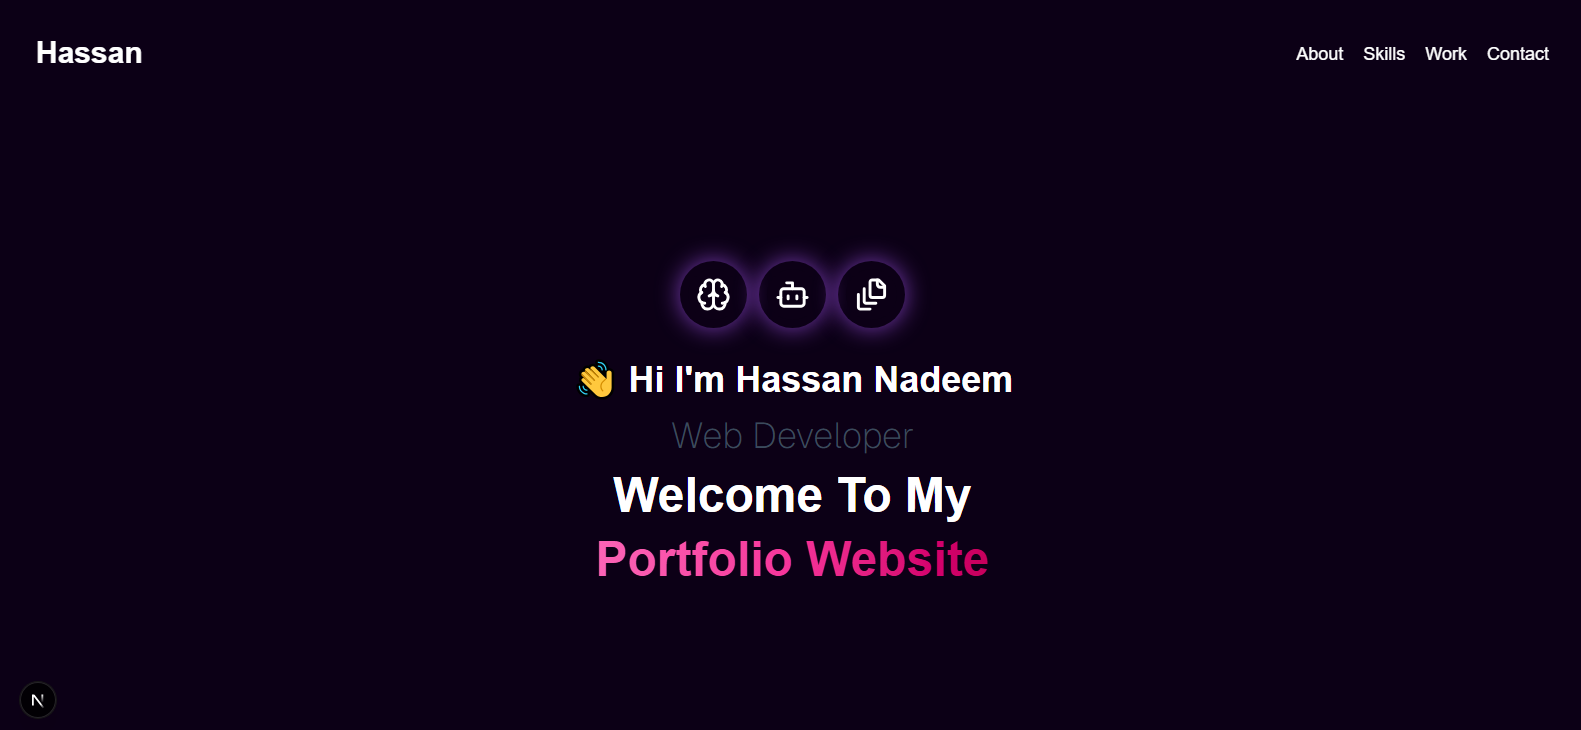 Hassan
About Skills Work Contact
👋 Hi I'm Hassan Nadeem
Web Developer
Welcome To My
Portfolio Website
N